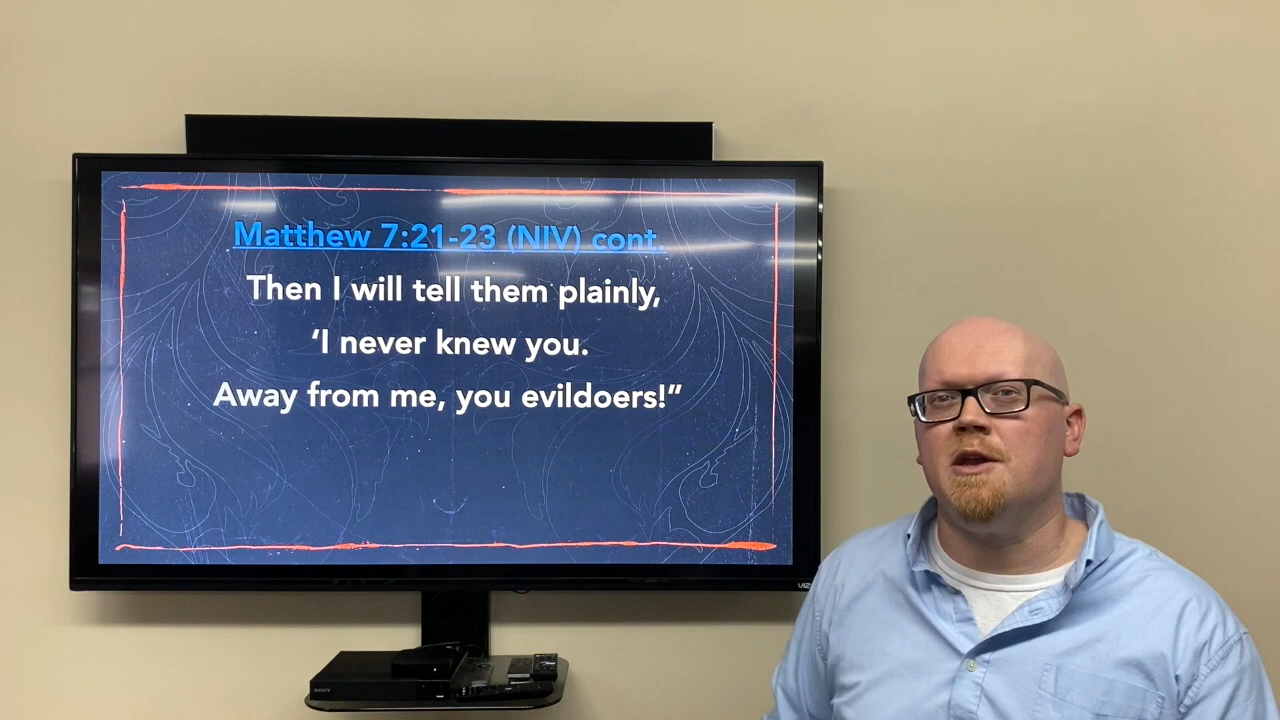 Matthew 7:21-23 (NIV) cont.
Then I will tell them plainly,
‘I never knew you.
Away from me, you evildoers!”
SONY